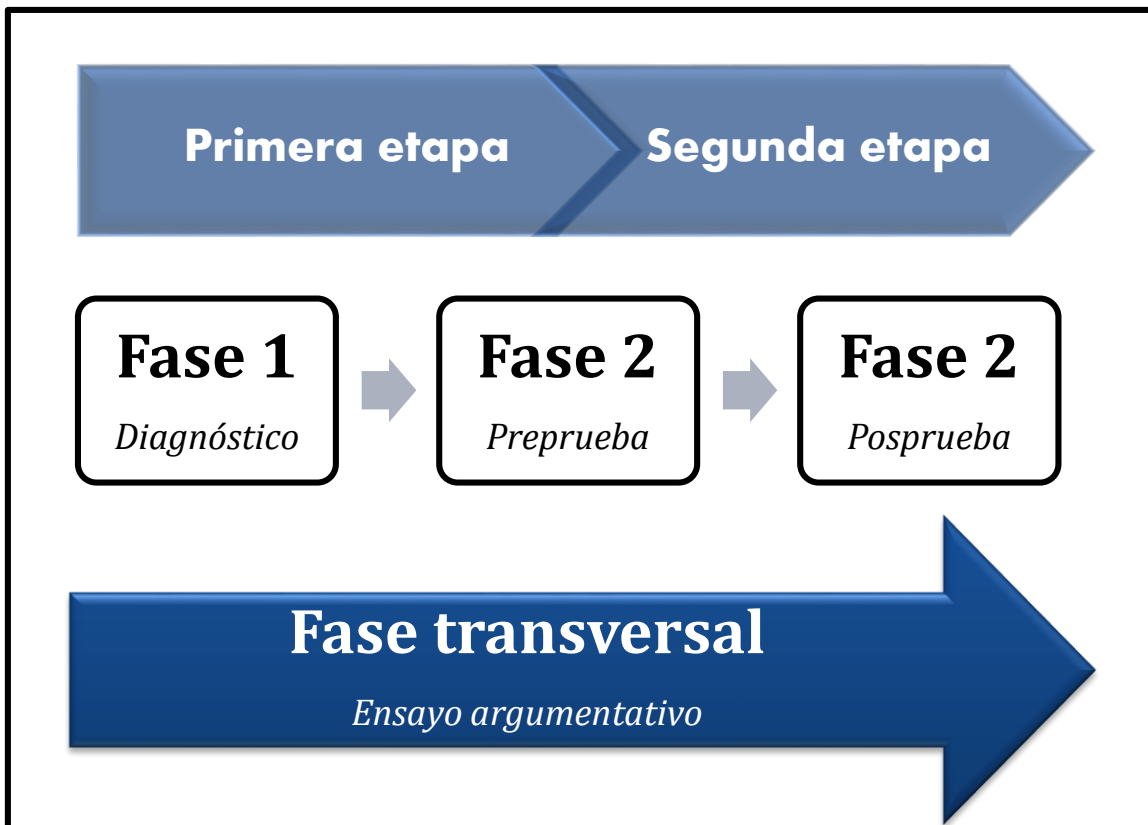 Primera etapa
Segunda etapa
Fase 1
Diagnóstico
Fase 2
Preprueba
Fase 2
Posprueba
Fase transversal
Ensayo argumentativo